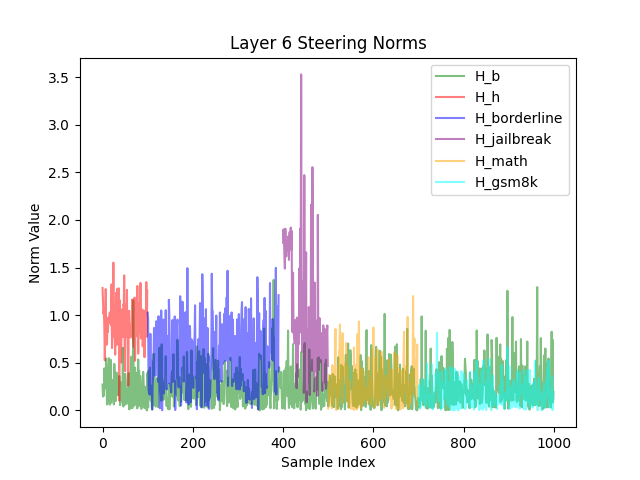 Layer 6 Steering Norms
Norm Value
3.5
3.0
2.5
2.0
1.5
1.0
0.5
0.0
H_b
H_h
H_borderline
H_jailbreak
H_math
H_gsm8k
0 200 400 600 800 1000
Sample Index